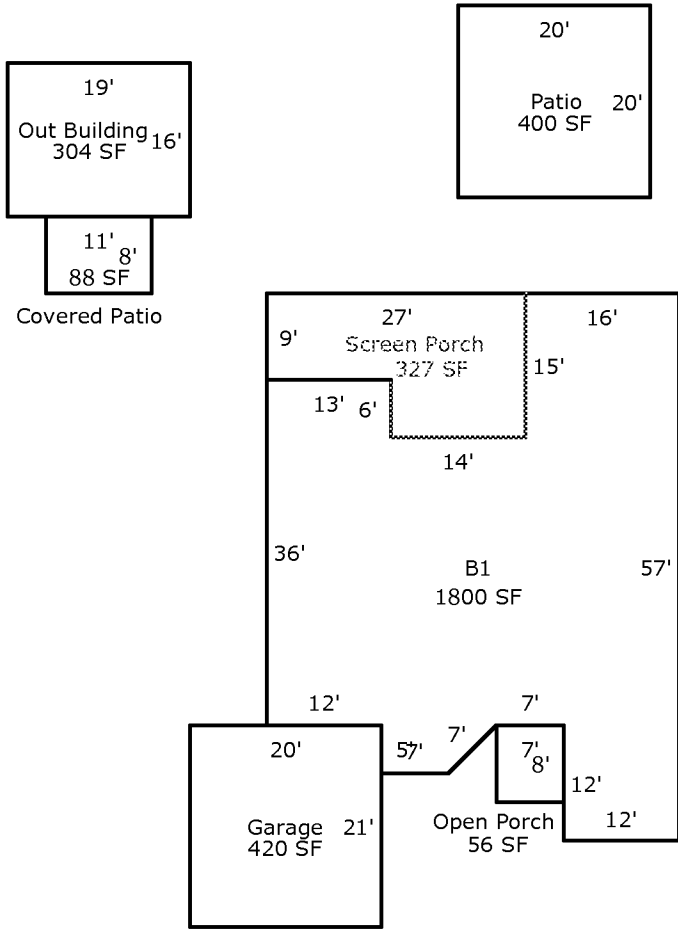 20'
Patio
400 SF
20'
19'
Out Building
304 SF
16'
11'
8'
88 SF
Covered Patio
27'
16'
9'
Screen Porch
327 SF
15'
13'
6'
14'
36'
B1
1800 SF
57'
12'
7'
7'
20'
5'
7'
7'
8'
12'
12'
Garage
420 SF
21'
Open Porch
56 SF